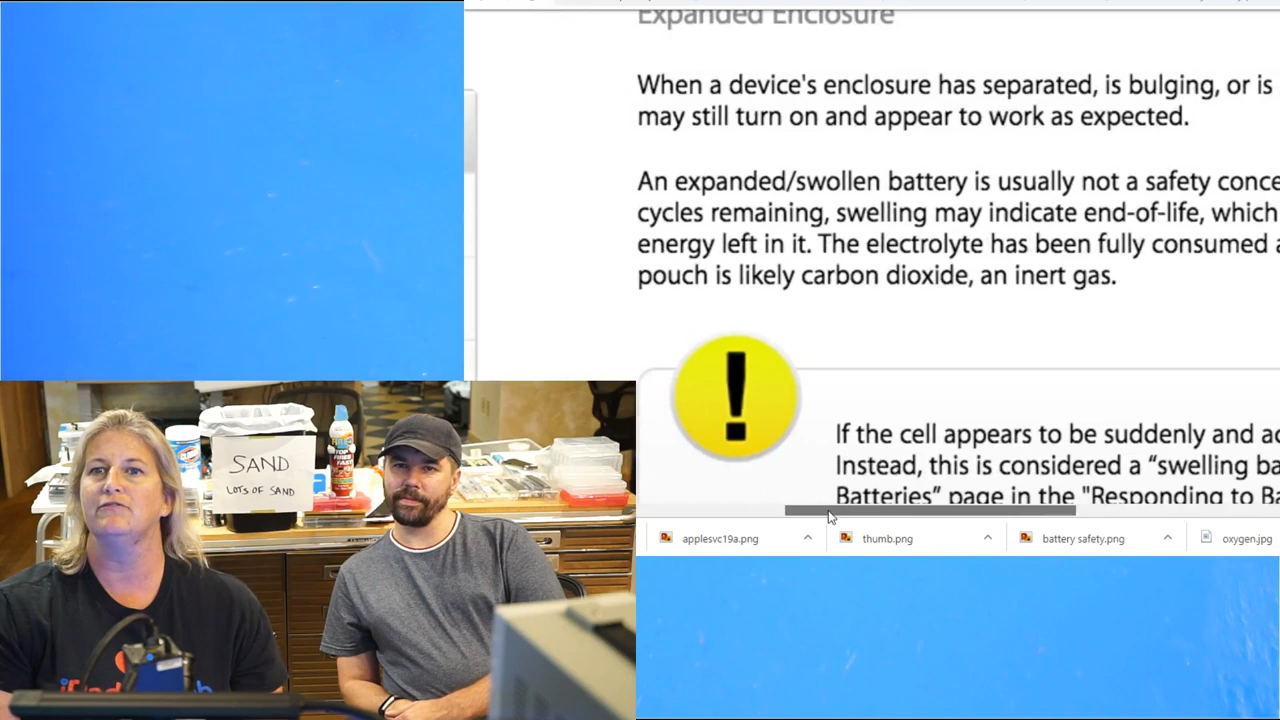 Expanded Enclosure
When a device's enclosure has separated, is bulging, or is
may still turn on and appear to work as expected.
An expanded/swollen battery is usually not a safety conce
cycles remaining, swelling may indicate end-of-life, which
energy left in it. The electrolyte has been fully consumed a
pouch is likely carbon dioxide, an inert gas.
!
If the cell appears to be suddenly and ac
Instead, this is considered a “swelling ba
Batteries” page in the "Responding to Ba
applesvc19a.png
thumb.png
battery safety.png
oxygen.jpg
SAND
LOTS OF SAND